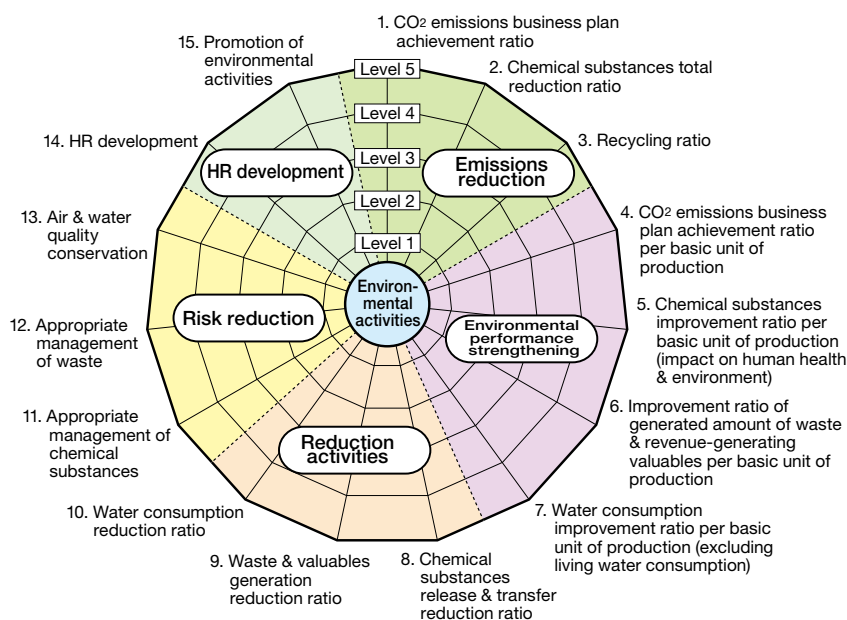 1. CO2 emissions business plan
achievement ratio
15. Promotion of
environmental
activities
Level 5
2. Chemical substances total
reduction ratio
Level 4
14. HR development
3. Recycling ratio
Level 3
HR development
Emissions
reduction
Level 2
13. Air & water
quality
conservation
4. CO2 emissions business
plan achievement ratio
per basic unit of
production
Level 1
Environ-
mental
activities
12. Appropriate
management
of waste
Risk reduction
Environmental
performance
strengthening
5. Chemical substances
improvement ratio per
basic unit of production
(impact on human health
& environment)
11. Appropriate
management of
chemical
substances
Reduction
activities
6. Improvement ratio of
generated amount of waste
& revenue-generating
valuables per basic unit of
production
10. Water consumption
reduction ratio
7. Water consumption
improvement ratio per basic
unit of production (excluding
living water consumption)
9. Waste & valuables
generation
reduction ratio
8. Chemical
substances
release & transfer
reduction ratio